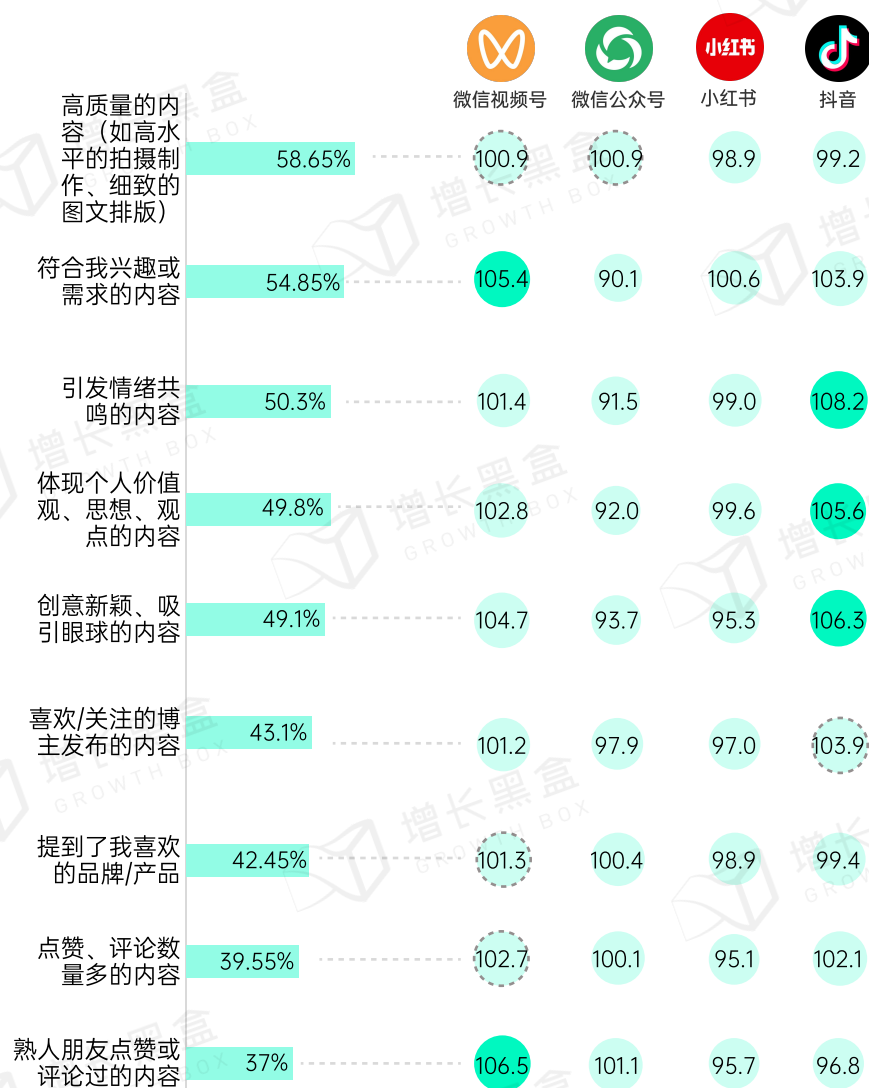 小红书
微信视频号 微信公众号 小红书 抖音
高质量的内
容（如高水
平的拍摄制
作、细致的
图文排版）
58.65% 100.9 100.9 98.9 99.2
符合我兴趣或
需求的内容
54.85% 105.4 90.1 100.6 103.9
引发情绪共
鸣的内容
50.3% 101.4 91.5 99.0 108.2
体现个人价值
观、思想、观
点的内容
49.8% 102.8 92.0 99.6 105.6
创意新颖、吸
引眼球的内容
49.1% 104.7 93.7 95.3 106.3
喜欢/关注的博
主发布的内容
43.1% 101.2 97.9 97.0 103.9
提到了我喜欢
的品牌/产品
42.45% 101.3 100.4 98.9 99.4
点赞、评论数
量多的内容
39.55% 102.7 100.1 95.1 102.1
熟人朋友点赞或
评论过的内容
37% 106.5 101.1 95.7 96.8
增长黑盒
GROWTH BOX